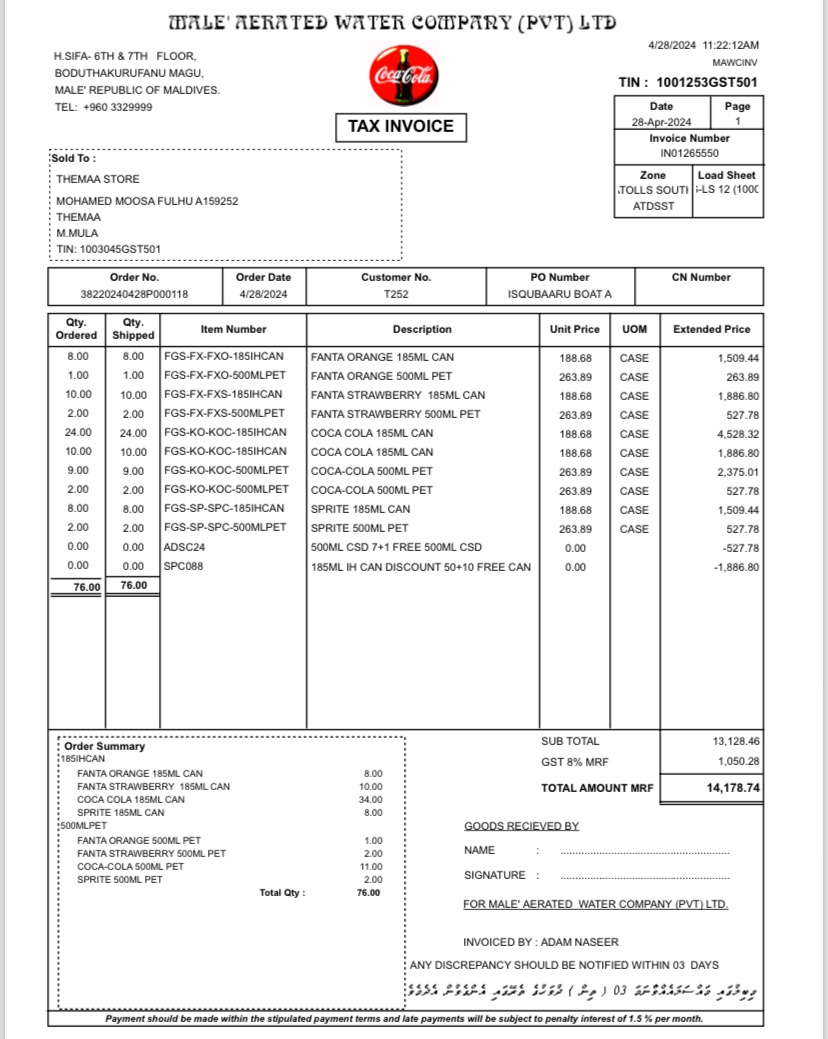 MALE' AERATED WATER COMPANY (PVT) LTD
H.SIFA- 6TH & 7TH FLOOR,
BODUTHAKURUFANU MAGU,
MALE' REPUBLIC OF MALDIVES.
TEL: +960 3329999
Coca-Cola
TAX INVOICE
4/28/2024 11:22:12AM
MAWCINV
TIN : 1001253GST501
Date Page
28-Apr-2024 1
Invoice Number
IN01265550
Zone Load Sheet
TOLLS SOUTH -LS 12 (100
ATDSST
Sold To :
THEMAA STORE
MOHAMED MOOSA FULHU A159252
THEMAA
M.MULA
TIN: 1003045GST501
Order No. Order Date Customer No. PO Number CN Number
38220240428P000118 4/28/2024 T252 ISQUBAARU BOAT A
Qty. Ordered Qty. Shipped Item Number Description Unit Price UOM Extended Price
8.00 8.00 FGS-FX-FXO-185IHCAN FANTA ORANGE 185ML CAN 188.68 CASE 1,509.44
1.00 1.00 FGS-FX-FXO-500MLPET FANTA ORANGE 500ML PET 263.89 CASE 263.89
10.00 10.00 FGS-FX-FXS-185IHCAN FANTA STRAWBERRY 185ML CAN 188.68 CASE 1,886.80
2.00 2.00 FGS-FX-FXS-500MLPET FANTA STRAWBERRY 500ML PET 263.89 CASE 527.78
24.00 24.00 FGS-KO-KOC-185IHCAN COCA COLA 185ML CAN 188.68 CASE 4,528.32
10.00 10.00 FGS-KO-KOC-185IHCAN COCA COLA 185ML CAN 188.68 CASE 1,886.80
9.00 9.00 FGS-KO-KOC-500MLPET COCA-COLA 500ML PET 263.89 CASE 2,375.01
2.00 2.00 FGS-KO-KOC-500MLPET COCA-COLA 500ML PET 263.89 CASE 527.78
8.00 8.00 FGS-SP-SPC-185IHCAN SPRITE 185ML CAN 188.68 CASE 1,509.44
2.00 2.00 FGS-SP-SPC-500MLPET SPRITE 500ML PET 263.89 CASE 527.78
0.00 0.00 ADSC24 500ML CSD 7+1 FREE 500ML CSD 0.00 -527.78
0.00 0.00 SPC088 185ML IH CAN DISCOUNT 50+10 FREE CAN 0.00 -1,886.80
76.00 76.00
Order Summary
185IHCAN
FANTA ORANGE 185ML CAN 8.00
FANTA STRAWBERRY 185ML CAN 10.00
COCA COLA 185ML CAN 34.00
SPRITE 185ML CAN 8.00
500MLPET
FANTA ORANGE 500ML PET 1.00
FANTA STRAWBERRY 500ML PET 2.00
COCA-COLA 500ML PET 11.00
SPRITE 500ML PET 2.00
Total Qty : 76.00
SUB TOTAL 13,128.46
GST 8% MRF 1,050.28
TOTAL AMOUNT MRF 14,178.74
GOODS RECIEVED BY
NAME : ..........................................................
SIGNATURE : ..........................................................
FOR MALE' AERATED WATER COMPANY (PVT) LTD.
INVOICED BY : ADAM NASEER
ANY DISCREPANCY SHOULD BE NOTIFIED WITHIN 03 DAYS
03 ( ތިން ) ދުވަހުގެ ތެރޭގައި
Payment should be made within the stipulated payment terms and late payments will be subject to penalty interest of 1.5 % per month.